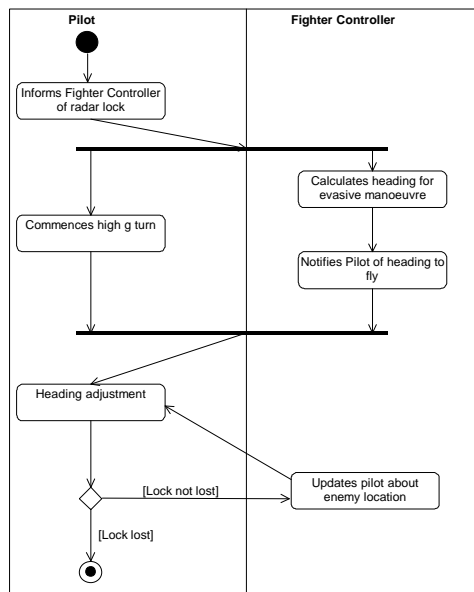 Pilot
Fighter Controller
Informs Fighter Controller
of radar lock
Calculates heading for
evasive manoeuvre
Commences high g turn
Notifies Pilot of heading to
fly
Heading adjustment
[Lock not lost]
Updates pilot about
enemy location
[Lock lost]